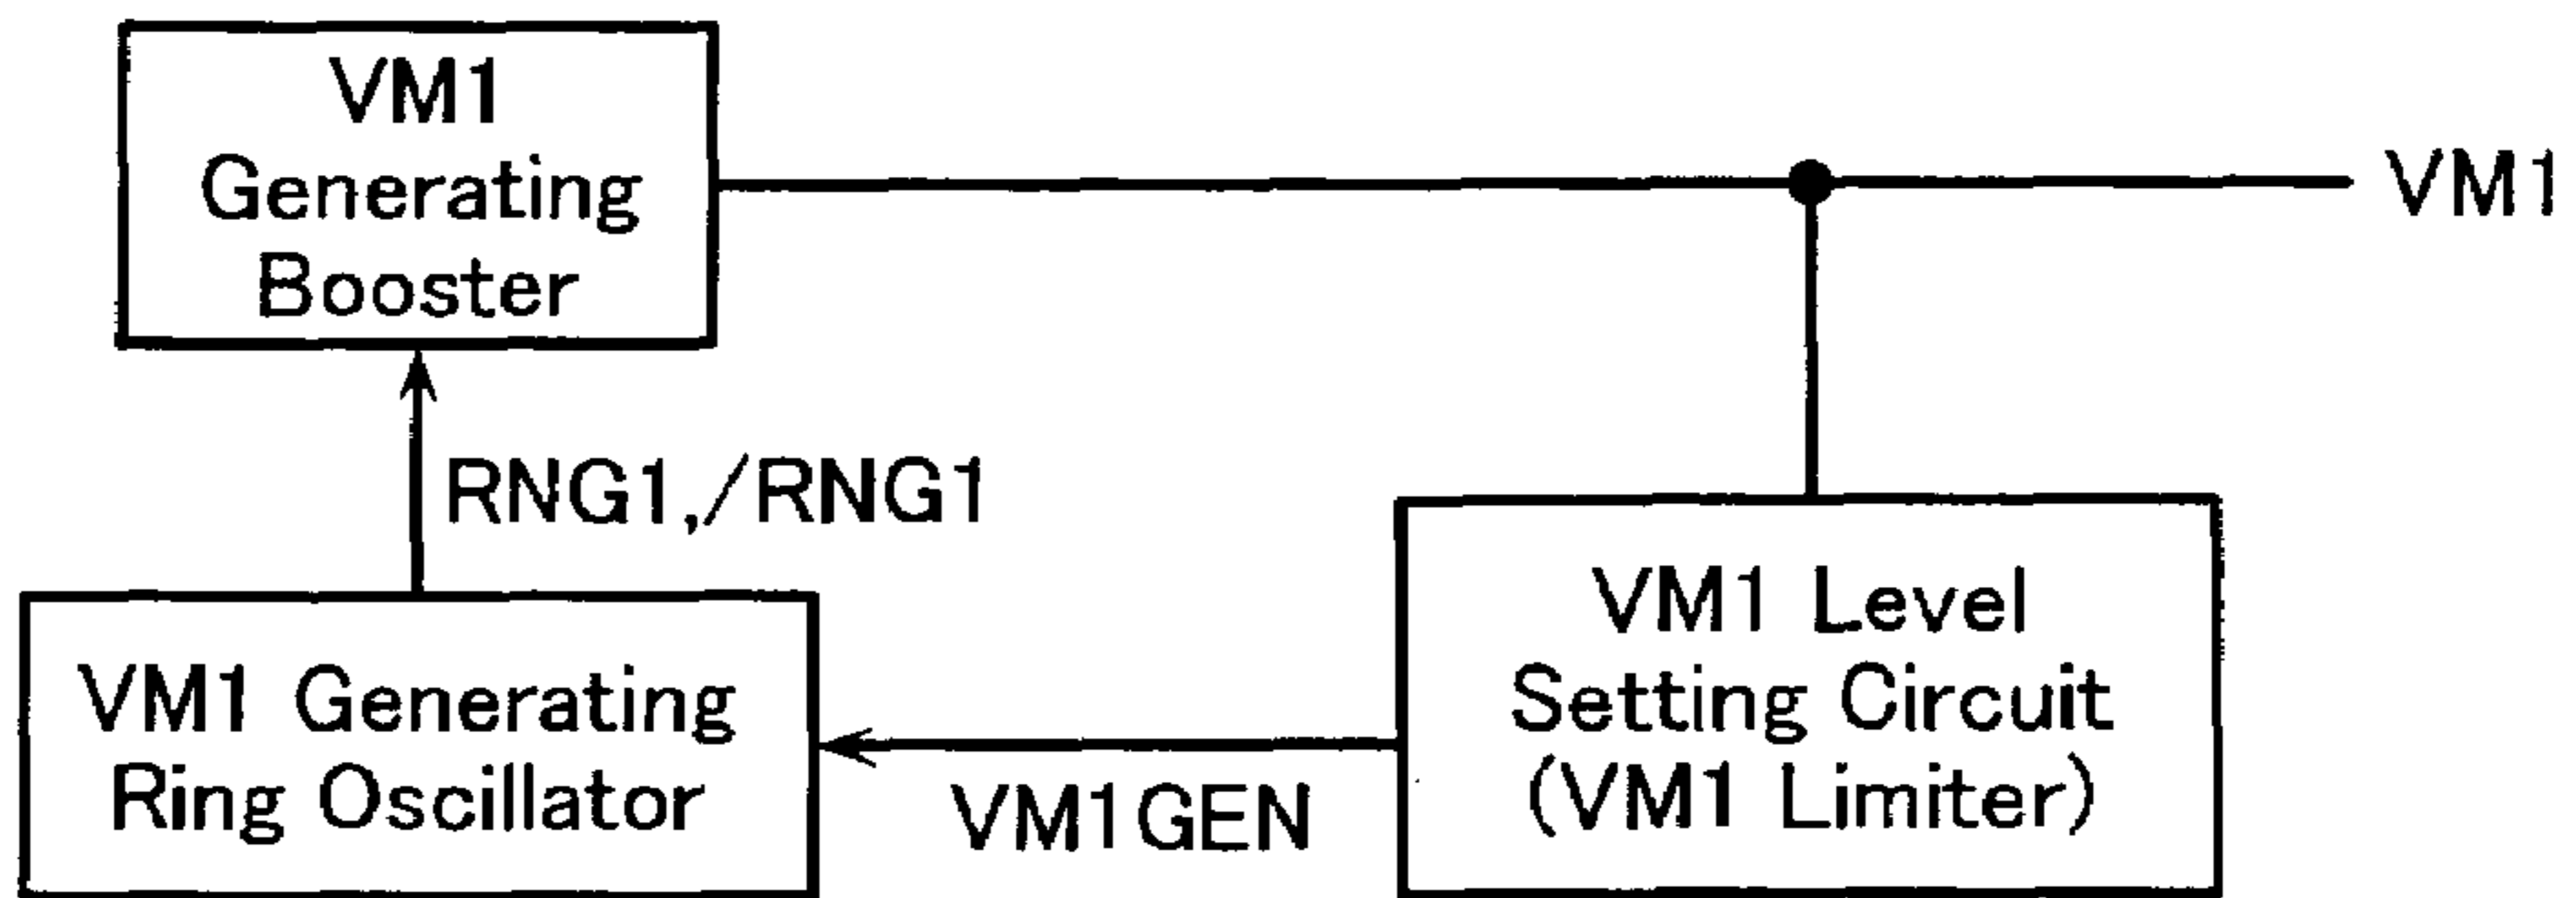 VM1
Generating
Booster
VM1
RNG1,/RNG1
VM1 Level
Setting Circuit
(VM1 Limiter)
VM1 Generating
Ring Oscillator
VM1GEN